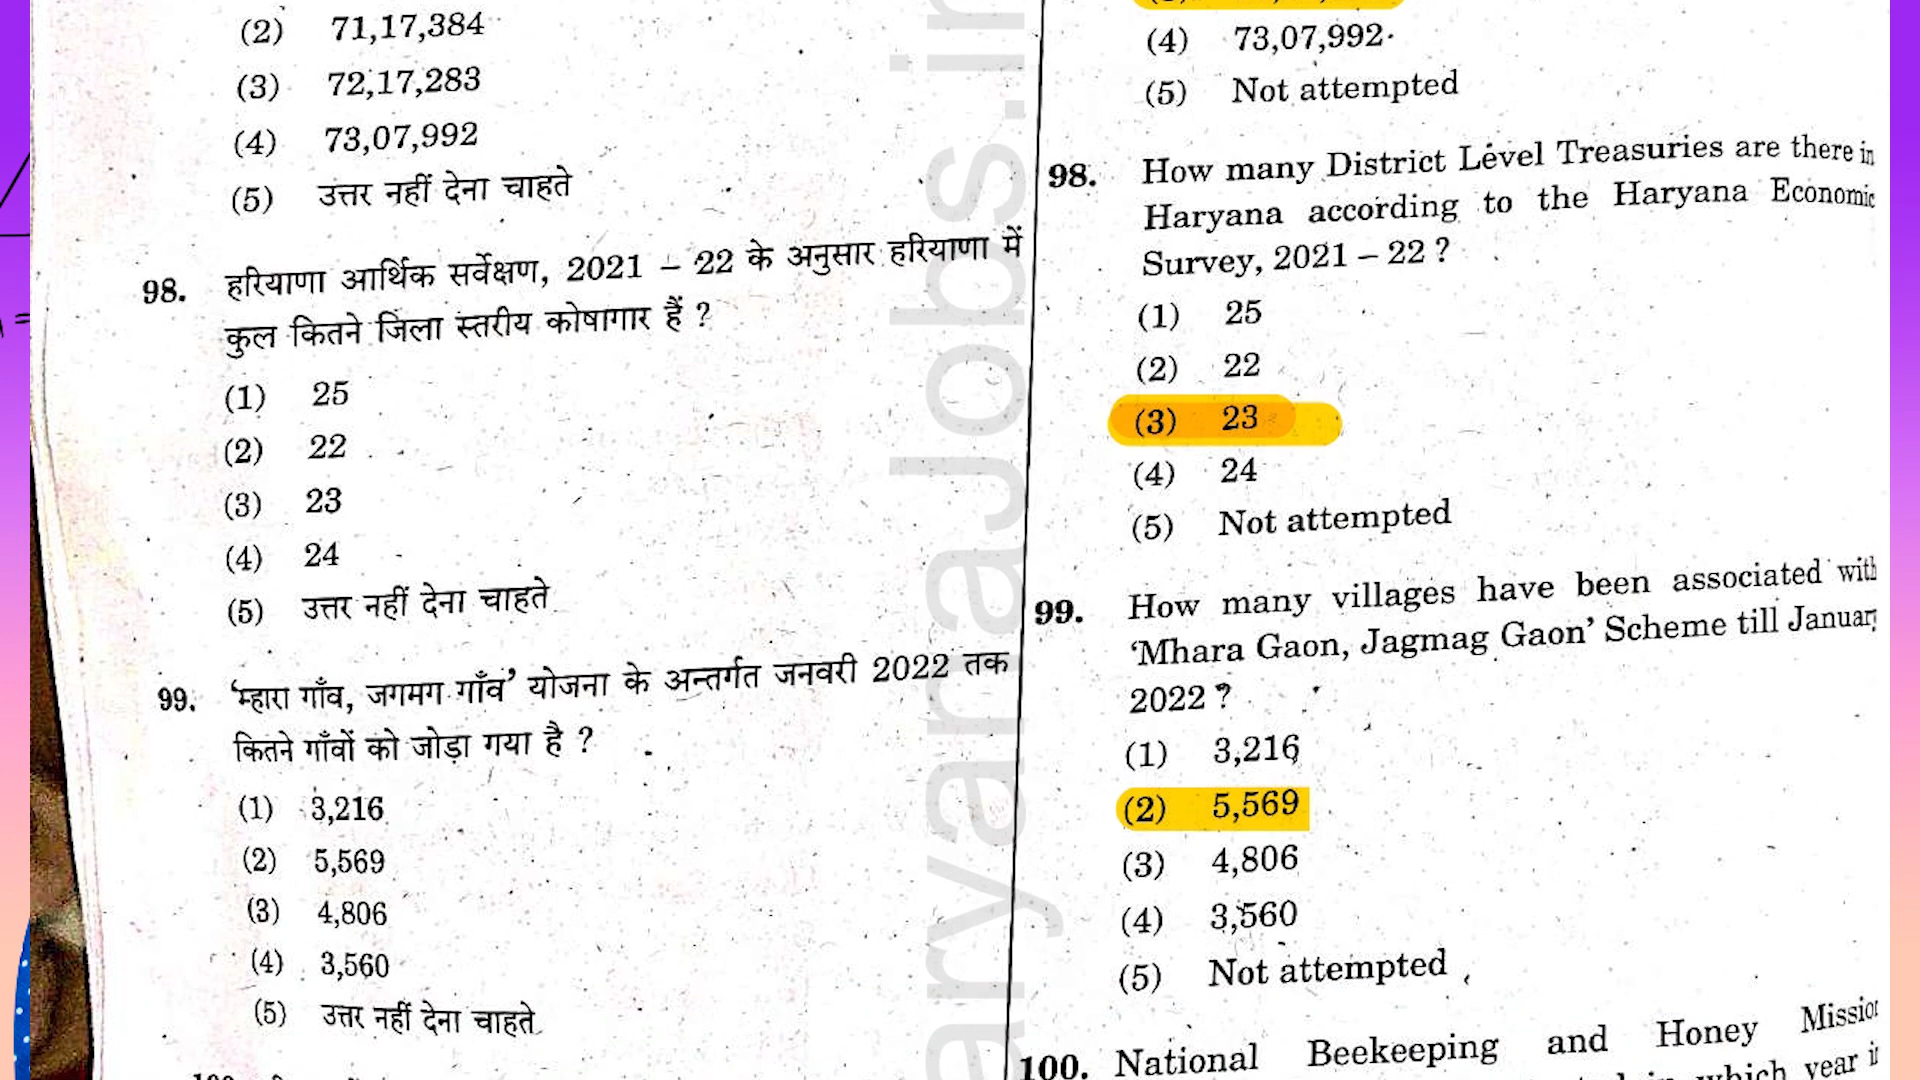 (2) 71,17,384
(3) 72,17,283
(4) 73,07,992
(5) उत्तर नहीं देना चाहते
98. हरियाणा आर्थिक सर्वेक्षण, 2021 – 22 के अनुसार हरियाणा में
कुल कितने जिला स्तरीय कोषागार हैं ?
(1) 25
(2) 22
(3) 23
(4) 24
(5) उत्तर नहीं देना चाहते
99. ‘म्हारा गाँव, जगमग गाँव’ योजना के अन्तर्गत जनवरी 2022 तक
कितने गाँवों को जोड़ा गया है ?
(1) 3,216
(2) 5,569
(3) 4,806
(4) 3,560
(5) उत्तर नहीं देना चाहते
(4) 73,07,992
(5) Not attempted
98. How many District Level Treasuries are there in
Haryana according to the Haryana Economic
Survey, 2021 – 22 ?
(1) 25
(2) 22
(3) 23
(4) 24
(5) Not attempted
99. How many villages have been associated with
‘Mhara Gaon, Jagmag Gaon’ Scheme till January
2022 ?
(1) 3,216
(2) 5,569
(3) 4,806
(4) 3,560
(5) Not attempted
100. National Beekeeping and Honey Mission
in which year
aryanaJobs.in